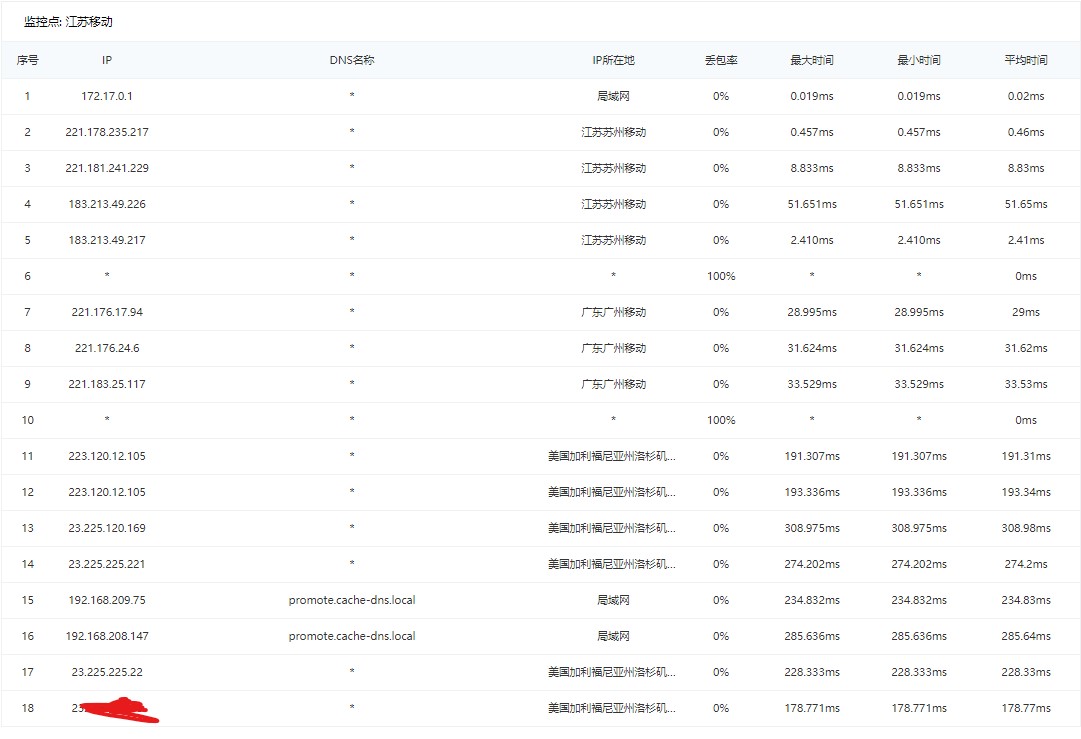 监控点: 江苏移动
序号 IP DNS名称 IP所在地 丢包率 最大时间 最小时间 平均时间
1 172.17.0.1 * 局域网 0% 0.019ms 0.019ms 0.02ms
2 221.178.235.217 * 江苏苏州移动 0% 0.457ms 0.457ms 0.46ms
3 221.181.241.229 * 江苏苏州移动 0% 8.833ms 8.833ms 8.83ms
4 183.213.49.226 * 江苏苏州移动 0% 51.651ms 51.651ms 51.65ms
5 183.213.49.217 * 江苏苏州移动 0% 2.410ms 2.410ms 2.41ms
6 * * * 100% * * 0ms
7 221.176.17.94 * 广东广州移动 0% 28.995ms 28.995ms 29ms
8 221.176.24.6 * 广东广州移动 0% 31.624ms 31.624ms 31.62ms
9 221.183.25.117 * 广东广州移动 0% 33.529ms 33.529ms 33.53ms
10 * * * 100% * * 0ms
11 223.120.12.105 * 美国加利福尼亚州洛杉矶... 0% 191.307ms 191.307ms 191.31ms
12 223.120.12.105 * 美国加利福尼亚州洛杉矶... 0% 193.336ms 193.336ms 193.34ms
13 23.225.120.169 * 美国加利福尼亚州洛杉矶... 0% 308.975ms 308.975ms 308.98ms
14 23.225.225.221 * 美国加利福尼亚州洛杉矶... 0% 274.202ms 274.202ms 274.2ms
15 192.168.209.75 promote.cache-dns.local 局域网 0% 234.832ms 234.832ms 234.83ms
16 192.168.208.147 promote.cache-dns.local 局域网 0% 285.636ms 285.636ms 285.64ms
17 23.225.225.22 * 美国加利福尼亚州洛杉矶... 0% 228.333ms 228.333ms 228.33ms
18 * 美国加利福尼亚州洛杉矶... 0% 178.771ms 178.771ms 178.77ms